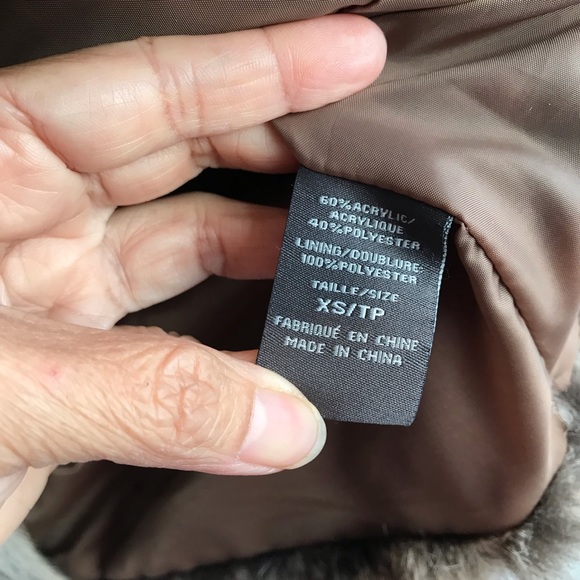 60%ACRYLIC/
ACRYLIQUE
40%POLYESTER
LINING/DOUBLURE:
100%POLYESTER
TAILLE/SIZE
XS/TP
FABRIQUÉ EN CHINE
MADE IN CHINA